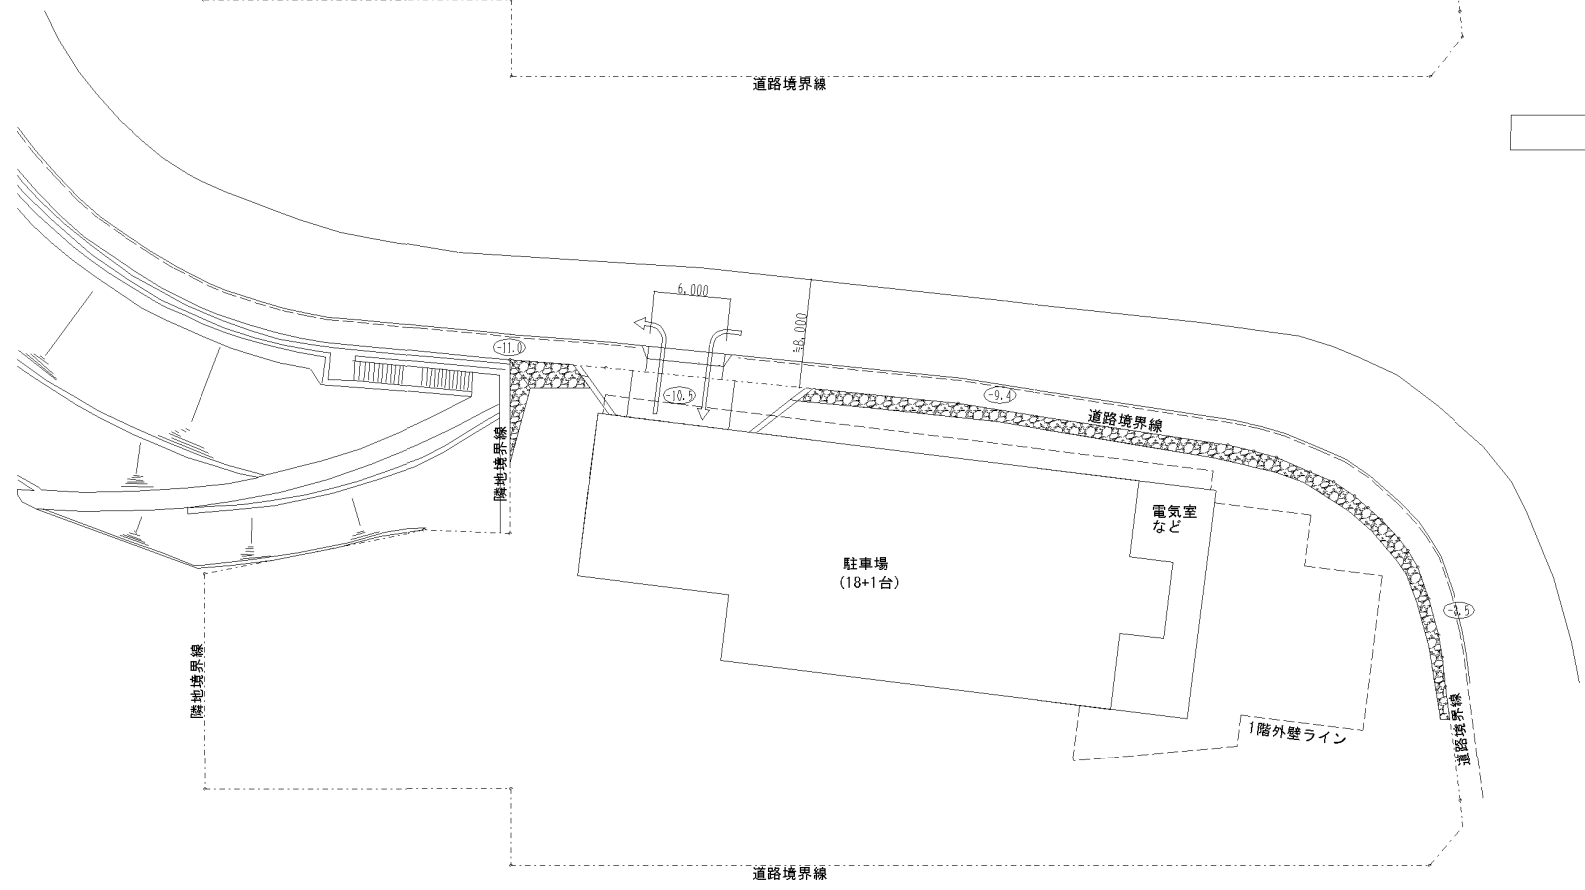 道路境界線
6,000
≒8,000
-11.0
-10.5
-9.4
道路境界線
隣地境界線
電気室
など
駐車場
(18+1台)
隣地境界線
1階外壁ライン
道路境界線
道路境界線